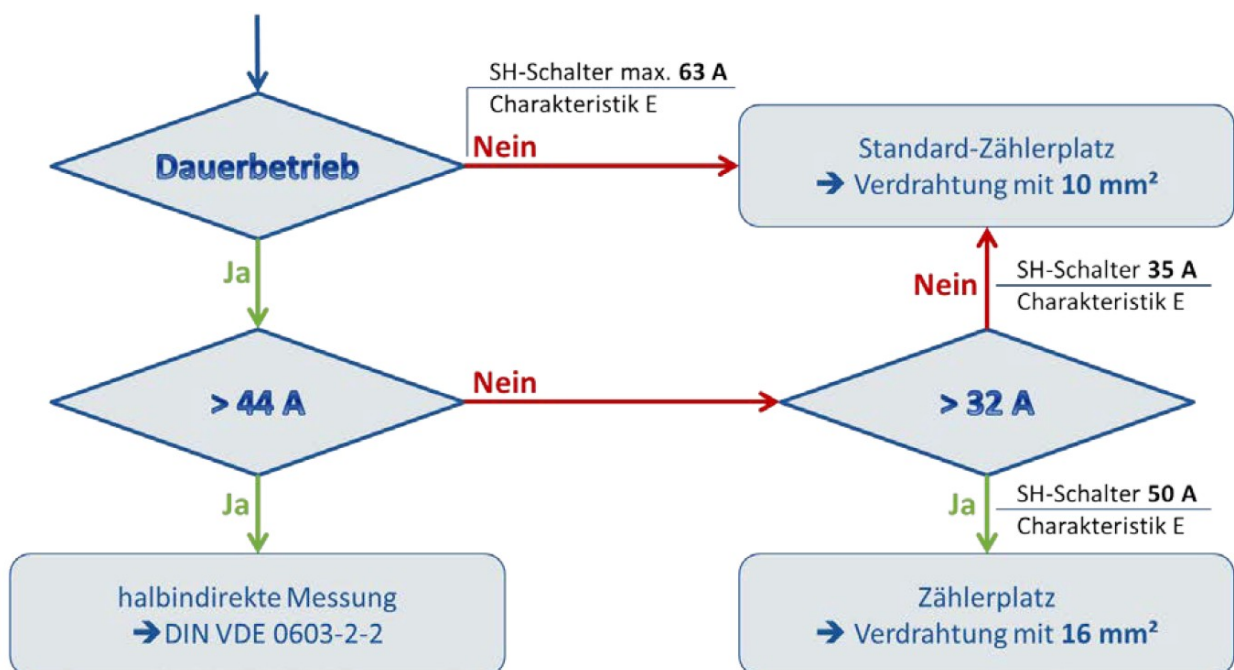 SH-Schalter max. 63 A
Charakteristik E
Dauerbetrieb
Nein
Standard-Zählerplatz
➔ Verdrahtung mit 10 mm²
Ja
Nein
SH-Schalter 35 A
Charakteristik E
> 44 A
Nein
> 32 A
Ja
Ja
SH-Schalter 50 A
Charakteristik E
halbindirekte Messung
➔ DIN VDE 0603-2-2
Zählerplatz
➔ Verdrahtung mit 16 mm²